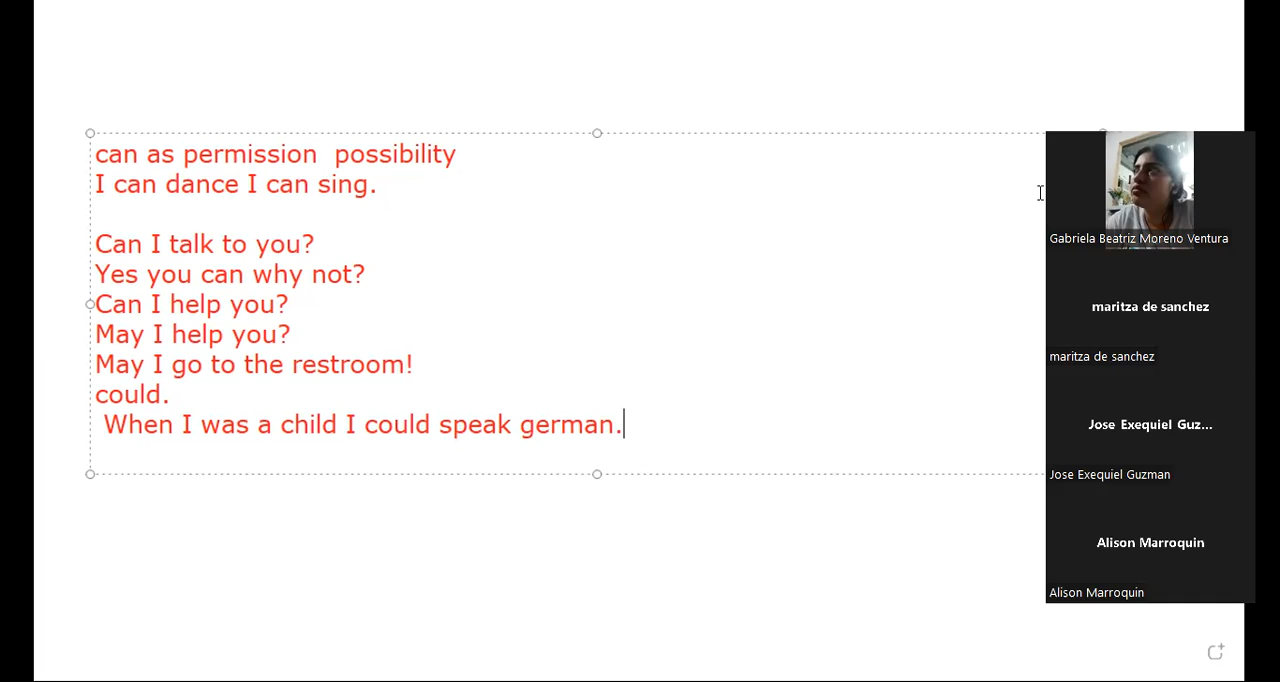 can as permission  possibility
I can dance I can sing.
Can I talk to you?
Yes you can why not?
Can I help you?
May I help you?
May I go to the restroom!
could.
When I was a child I could speak german.
Gabriela Beatriz Moreno Ventura
maritza de sanchez
maritza de sanchez
Jose Exequiel Guz...
Jose Exequiel Guzman
Alison Marroquin
Alison Marroquin